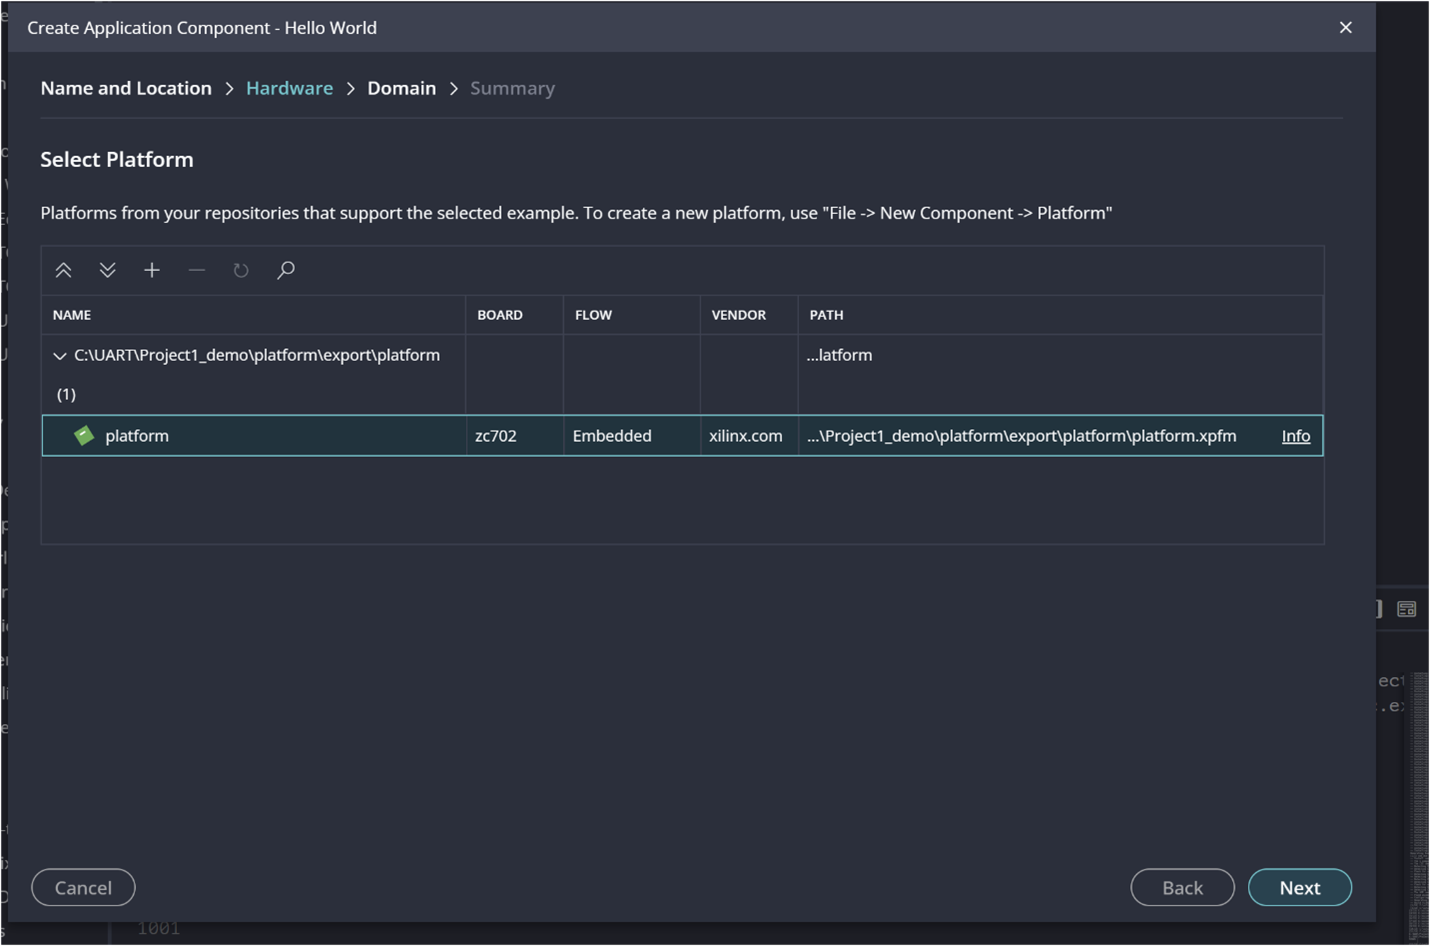 Create Application Component - Hello World
Name and Location > Hardware > Domain > Summary
Select Platform
Platforms from your repositories that support the selected example. To create a new platform, use "File -> New Component -> Platform"
NAME BOARD FLOW VENDOR PATH
C:\UART\Project1_demo\platform\export\platform ...latform
(1)
platform zc702 Embedded xilinx.com ...\Project1_demo\platform\export\platform\platform.xpfm Info
Cancel Back Next
1001